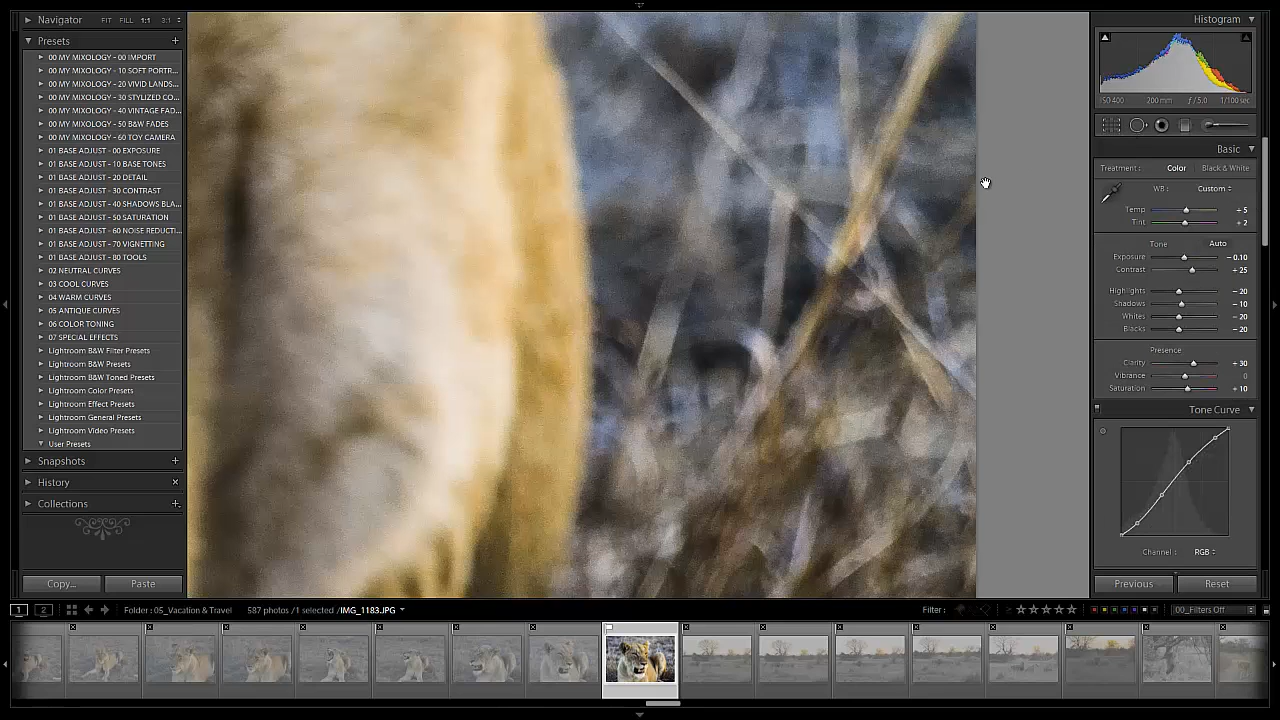 Navigator FIT FILL 1:1 3:1
Presets +
00 MY MIXOLOGY - 00 IMPORT
00 MY MIXOLOGY - 10 SOFT PORTR...
00 MY MIXOLOGY - 20 VIVID LANDS...
00 MY MIXOLOGY - 30 STYLIZED CO...
00 MY MIXOLOGY - 40 VINTAGE FAD...
00 MY MIXOLOGY - 50 B&W FADES
00 MY MIXOLOGY - 60 TOY CAMERA
01 BASE ADJUST - 00 EXPOSURE
01 BASE ADJUST - 10 BASE TONES
01 BASE ADJUST - 20 DETAIL
01 BASE ADJUST - 30 CONTRAST
01 BASE ADJUST - 40 SHADOWS BLA...
01 BASE ADJUST - 50 SATURATION
01 BASE ADJUST - 60 NOISE REDUCTI...
01 BASE ADJUST - 70 VIGNETTING
01 BASE ADJUST - 80 TOOLS
02 NEUTRAL CURVES
03 COOL CURVES
04 WARM CURVES
05 ANTIQUE CURVES
06 COLOR TONING
07 SPECIAL EFFECTS
Lightroom B&W Filter Presets
Lightroom B&W Presets
Lightroom B&W Toned Presets
Lightroom Color Presets
Lightroom Effect Presets
Lightroom General Presets
Lightroom Video Presets
User Presets
Snapshots +
History ×
Collections +
Copy... Paste
Histogram
ISO 400 200 mm ƒ/5.0 1/100 sec
Basic
Treatment: Color Black & White
WB: Custom
Temp + 5
Tint + 2
Tone Auto
Exposure − 0.10
Contrast + 25
Highlights − 20
Shadows − 10
Whites − 20
Blacks − 20
Presence
Clarity + 30
Vibrance 0
Saturation + 10
Tone Curve
Channel: RGB
Previous Reset
1 2 Folder: 05_Vacation & Travel 587 photos /1 selected /IMG_1183.JPG Filter: 00_Filters Off